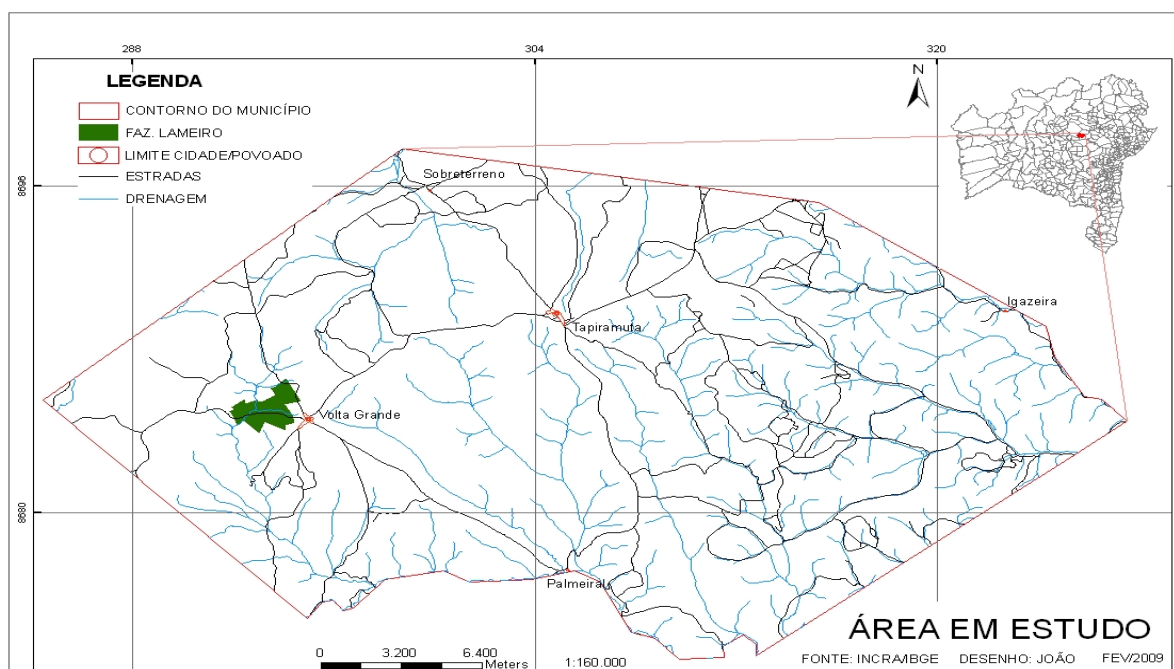 288 304 320
N
LEGENDA
CONTORNO DO MUNICÍPIO
FAZ. LAMEIRO
LIMITE CIDADE/POVOADO
ESTRADAS
DRENAGEM
8696
Sobreterreno
Igazeira
Tapiramuta
Volta Grande
8680
Palmeiral
0 3.200 6.400
Meters
1:160.000
ÁREA EM ESTUDO
FONTE: INCRA/IBGE DESENHO: JOÃO FEV/2009